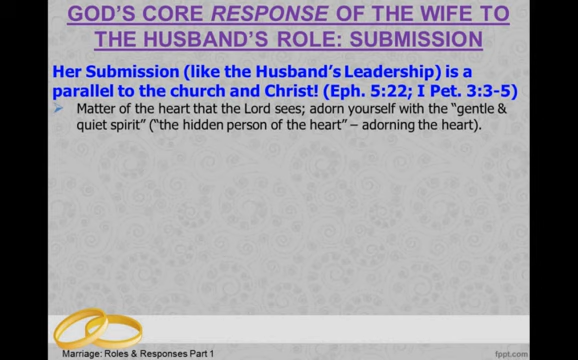 GOD'S CORE RESPONSE OF THE WIFE TO
THE HUSBAND'S ROLE: SUBMISSION
Her Submission (like the Husband's Leadership) is a
parallel to the church and Christ! (Eph. 5:22; I Pet. 3:3-5)
Matter of the heart that the Lord sees; adorn yourself with the "gentle &
quiet spirit" ("the hidden person of the heart" – adorning the heart).
Marriage: Roles & Responses Part 1
fppt.com